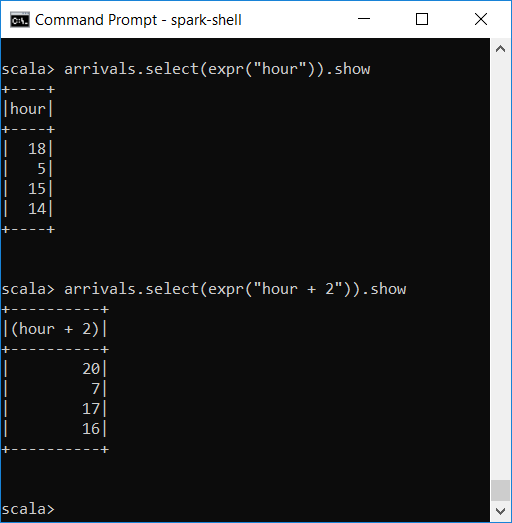 Command Prompt - spark-shell
scala> arrivals.select(expr("hour")).show
+----+
|hour|
+----+
|  18|
|   5|
|  15|
|  14|
+----+
scala> arrivals.select(expr("hour + 2")).show
+----------+
|(hour + 2)|
+----------+
|        20|
|         7|
|        17|
|        16|
+----------+
scala>